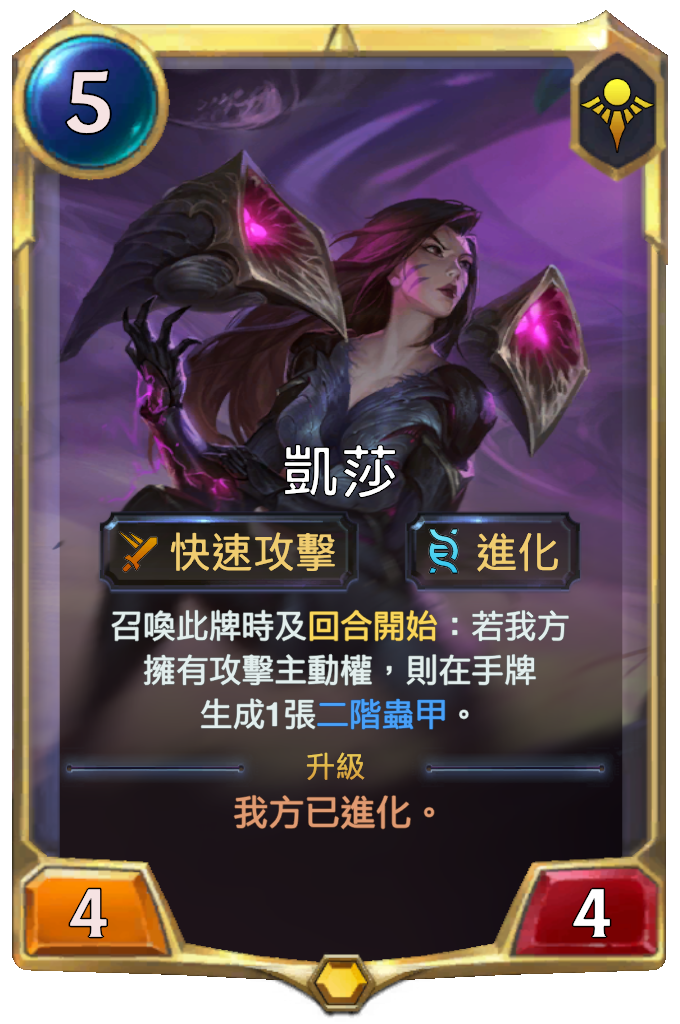 5
凱莎
快速攻擊
進化
召喚此牌時及回合開始：若我方
擁有攻擊主動權，則在手牌
生成1張二階蟲甲。
升級
我方已進化。
4
4